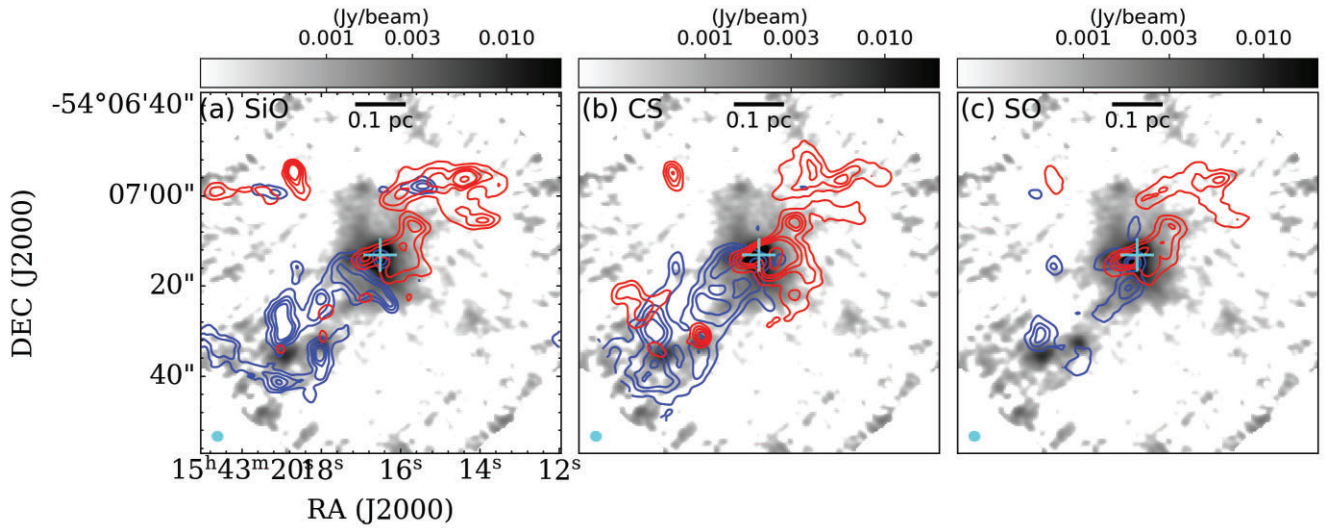 (Jy/beam) (Jy/beam) (Jy/beam)
0.001 0.003 0.010 0.001 0.003 0.010 0.001 0.003 0.010
-54°06'40" (a) SiO 0.1 pc (b) CS 0.1 pc (c) SO 0.1 pc
07'00"
20"
40"
DEC (J2000)
15ʰ43ᵐ20ˢ18ˢ 16ˢ 14ˢ 12ˢ
RA (J2000)